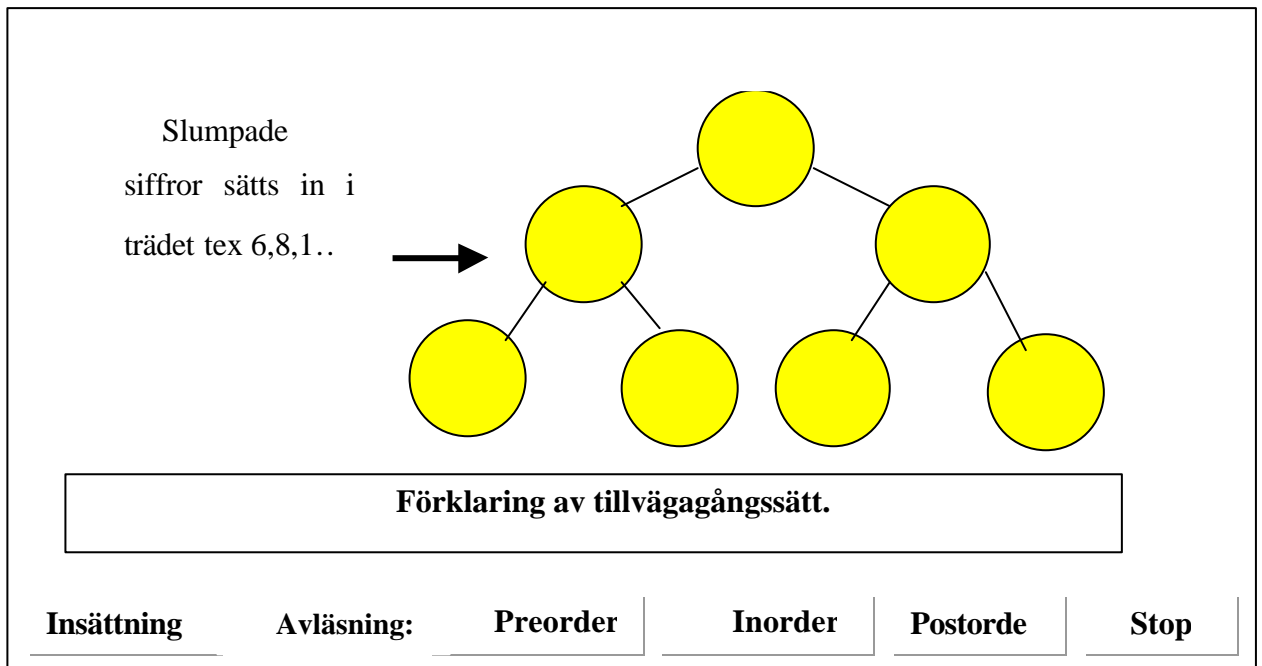 Slumpade
siffror sätts in i
trädet tex 6,8,1..
Förklaring av tillvägagångssätt.
Insättning Avläsning: Preorder Inorder Postorde Stop